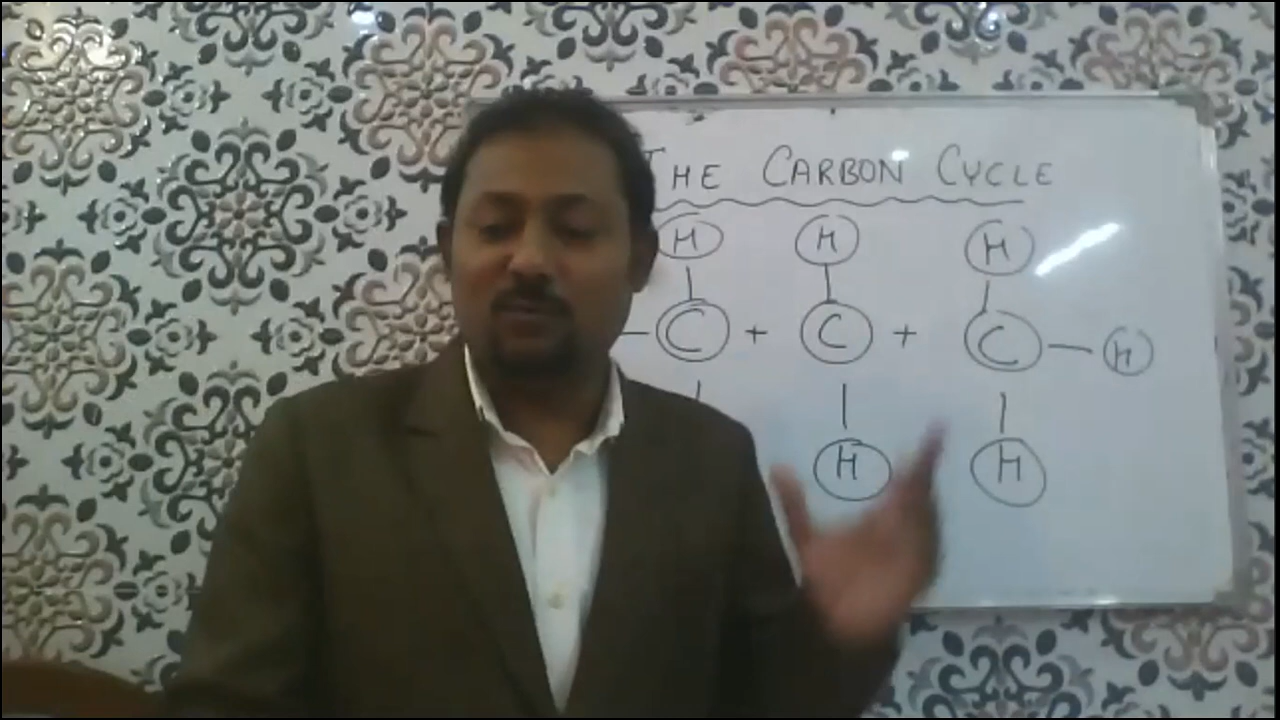 THE CARBON CYCLE
H H H
C + C + C — H
H H